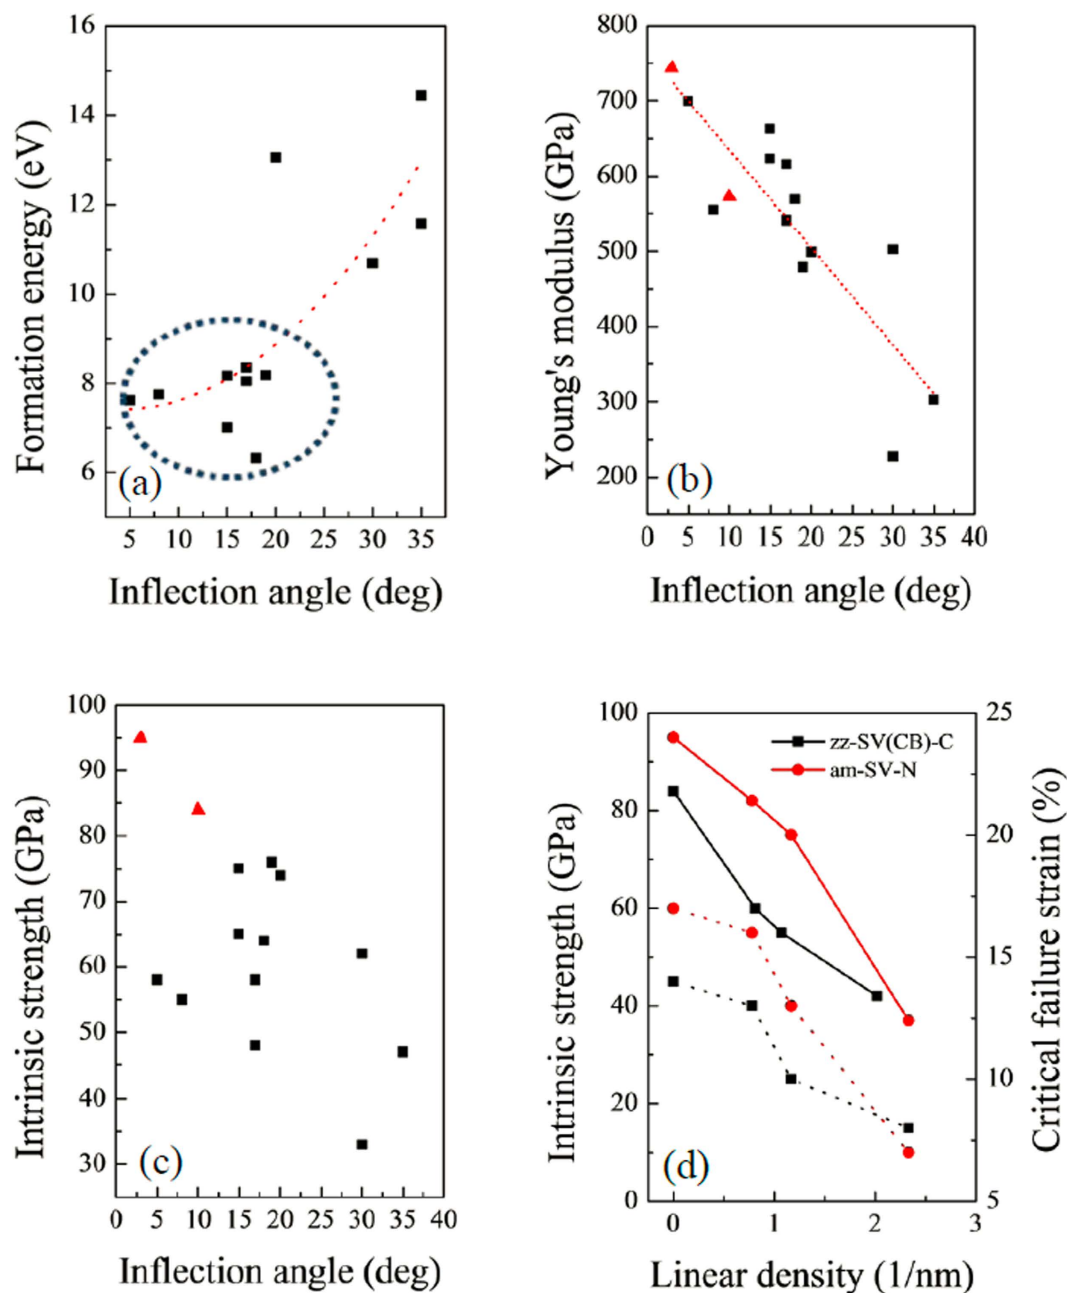 16
14
12
10
8
6
Formation energy (eV)
(a)
5 10 15 20 25 30 35
Inflection angle (deg)
800
700
600
500
400
300
200
Young's modulus (GPa)
(b)
0 5 10 15 20 25 30 35 40
Inflection angle (deg)
100
90
80
70
60
50
40
30
Intrinsic strength (GPa)
(c)
0 5 10 15 20 25 30 35 40
Inflection angle (deg)
100
80
60
40
20
0
Intrinsic strength (GPa)
zz-SV(CB)-C
am-SV-N
25
20
15
10
5
Critical failure strain (%)
(d)
0 1 2 3
Linear density (1/nm)